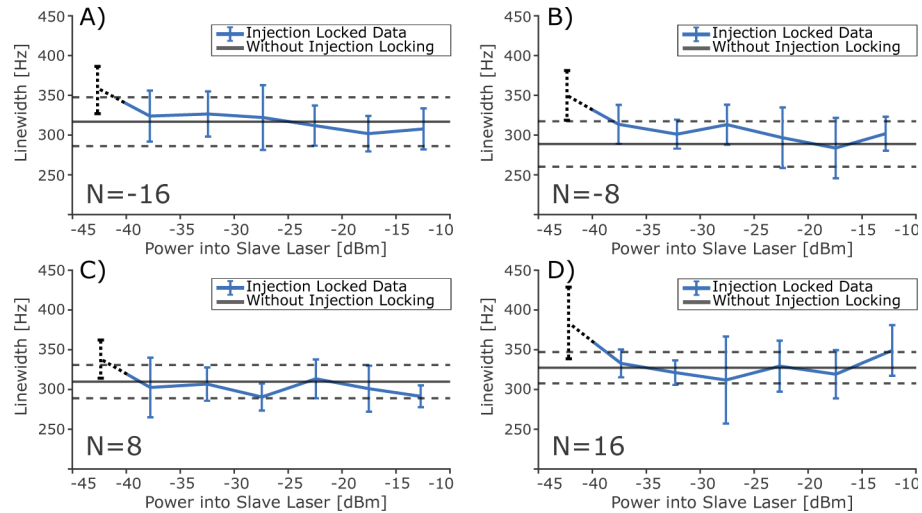 A)
450
400
350
300
250
Linewidth [Hz]
Injection Locked Data
Without Injection Locking
N=-16
-45 -40 -35 -30 -25 -20 -15 -10
Power into Slave Laser [dBm]
B)
450
400
350
300
250
Linewidth [Hz]
Injection Locked Data
Without Injection Locking
N=-8
-45 -40 -35 -30 -25 -20 -15 -10
Power into Slave Laser [dBm]
C)
450
400
350
300
250
Linewidth [Hz]
Injection Locked Data
Without Injection Locking
N=8
-45 -40 -35 -30 -25 -20 -15 -10
Power into Slave Laser [dBm]
D)
450
400
350
300
250
Linewidth [Hz]
Injection Locked Data
Without Injection Locking
N=16
-45 -40 -35 -30 -25 -20 -15 -10
Power into Slave Laser [dBm]